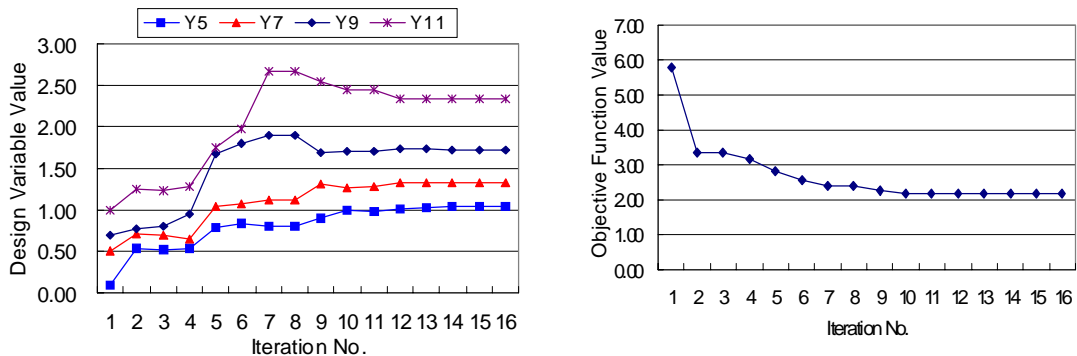 Y5 Y7 Y9 Y11
Design Variable Value
3.00
2.50
2.00
1.50
1.00
0.50
0.00
1 2 3 4 5 6 7 8 9 10 11 12 13 14 15 16
Iteration No.
Objective Function Value
7.00
6.00
5.00
4.00
3.00
2.00
1.00
0.00
1 2 3 4 5 6 7 8 9 10 11 12 13 14 15 16
Iteration No.